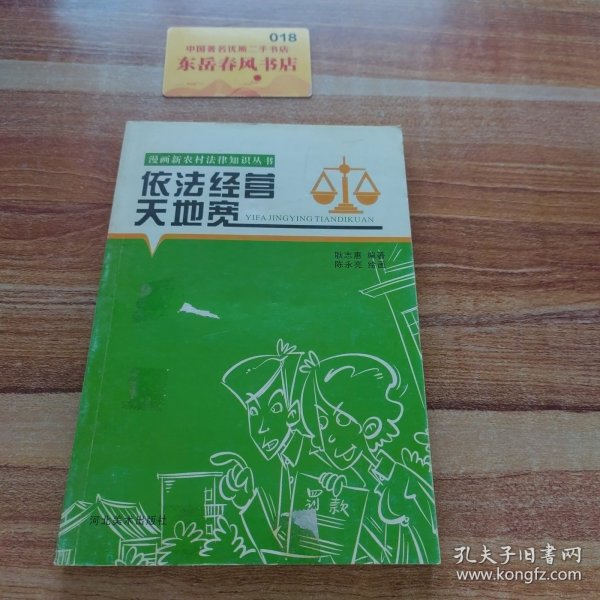 018
中国著名优质二手书店
东岳春风书店
漫画新农村法律知识丛书
依法经营
天地宽
YIFA JINGYING TIANDIKUAN
耿志惠 编著
陈永亮 绘画
罚款
河北美术出版社
孔夫子旧书网
www.kongfz.com